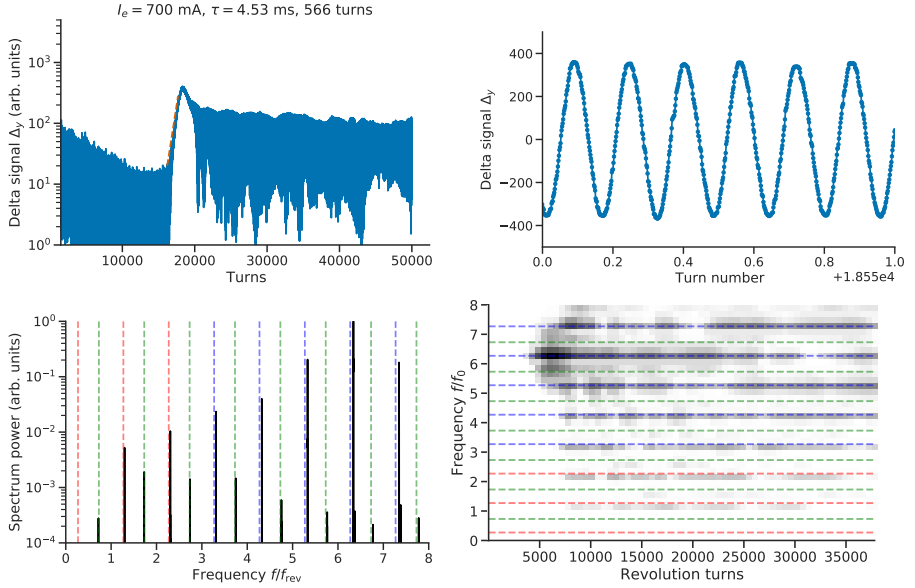 I_e = 700 mA, τ = 4.53 ms, 566 turns
Delta signal Δ_y (arb. units)
10^3
10^2
10^1
10^0
10000 20000 30000 40000 50000
Turns
Delta signal Δ_y
400
200
0
−200
−400
0.0 0.2 0.4 0.6 0.8 1.0
Turn number
+1.855e4
Spectrum power (arb. units)
10^0
10^−1
10^−2
10^−3
10^−4
0 1 2 3 4 5 6 7 8
Frequency f/f_rev
Frequency f/f_0
8
7
6
5
4
3
2
1
0
5000 10000 15000 20000 25000 30000 35000
Revolution turns